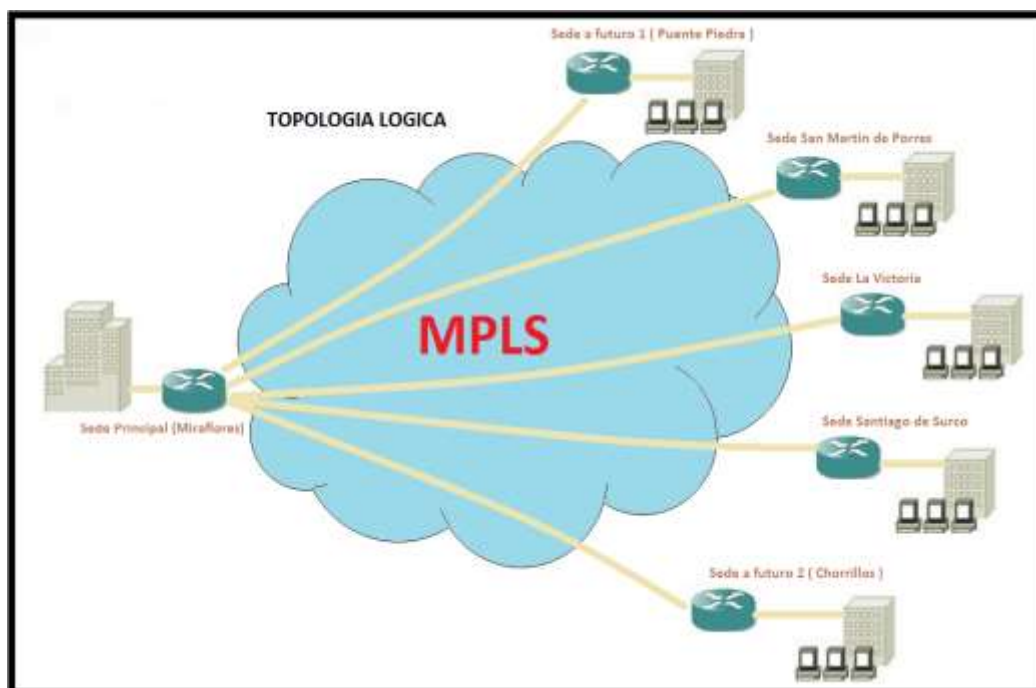 Sede a futuro 1 ( Puente Piedra )
TOPOLOGIA LOGICA
Sede San Martin de Porras
Sede La Victoria
MPLS
Sede Principal (Miraflores)
Sede Santiago de Surco
Sede a futuro 2 ( Chorrillos )